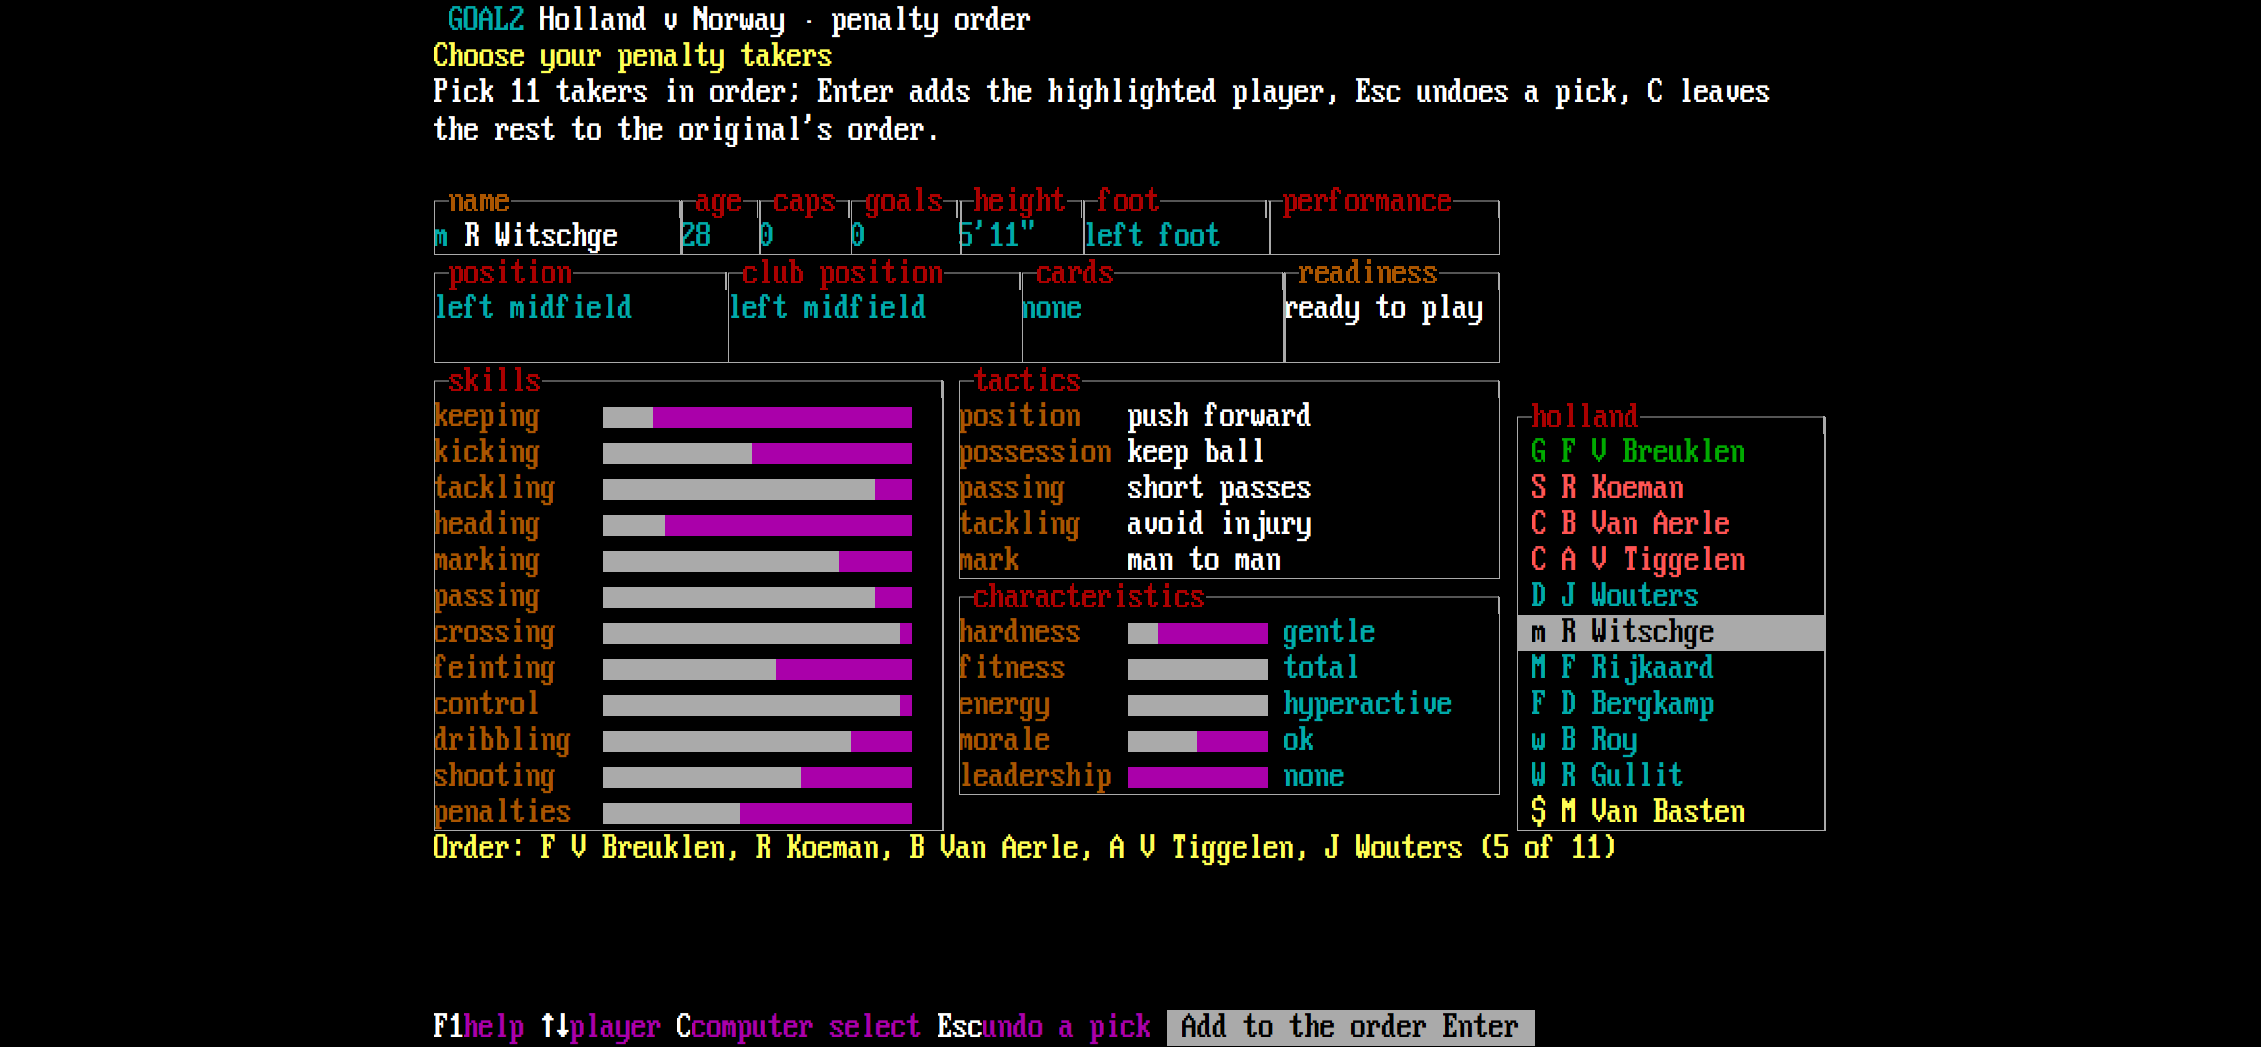 GOAL2 Holland v Norway - penalty order
Choose your penalty takers
Pick 11 takers in order; Enter adds the highlighted player, Esc undoes a pick, C leaves
the rest to the original's order.
name age caps goals height foot performance
m R Witschge 28 0 0 5'11" left foot
position club position cards readiness
left midfield left midfield none ready to play
skills tactics
keeping position push forward holland
kicking possession keep ball G F V Breuklen
tackling passing short passes S R Koeman
heading tackling avoid injury C B Van Aerle
marking mark man to man C A V Tiggelen
passing characteristics D J Wouters
crossing hardness gentle m R Witschge
feinting fitness total M F Rijkaard
control energy hyperactive F D Bergkamp
dribbling morale ok w B Roy
shooting leadership none W R Gullit
penalties $ M Van Basten
Order: F V Breuklen, R Koeman, B Van Aerle, A V Tiggelen, J Wouters (5 of 11)
F1help ↑↓player Ccomputer select Escundo a pick Add to the order Enter